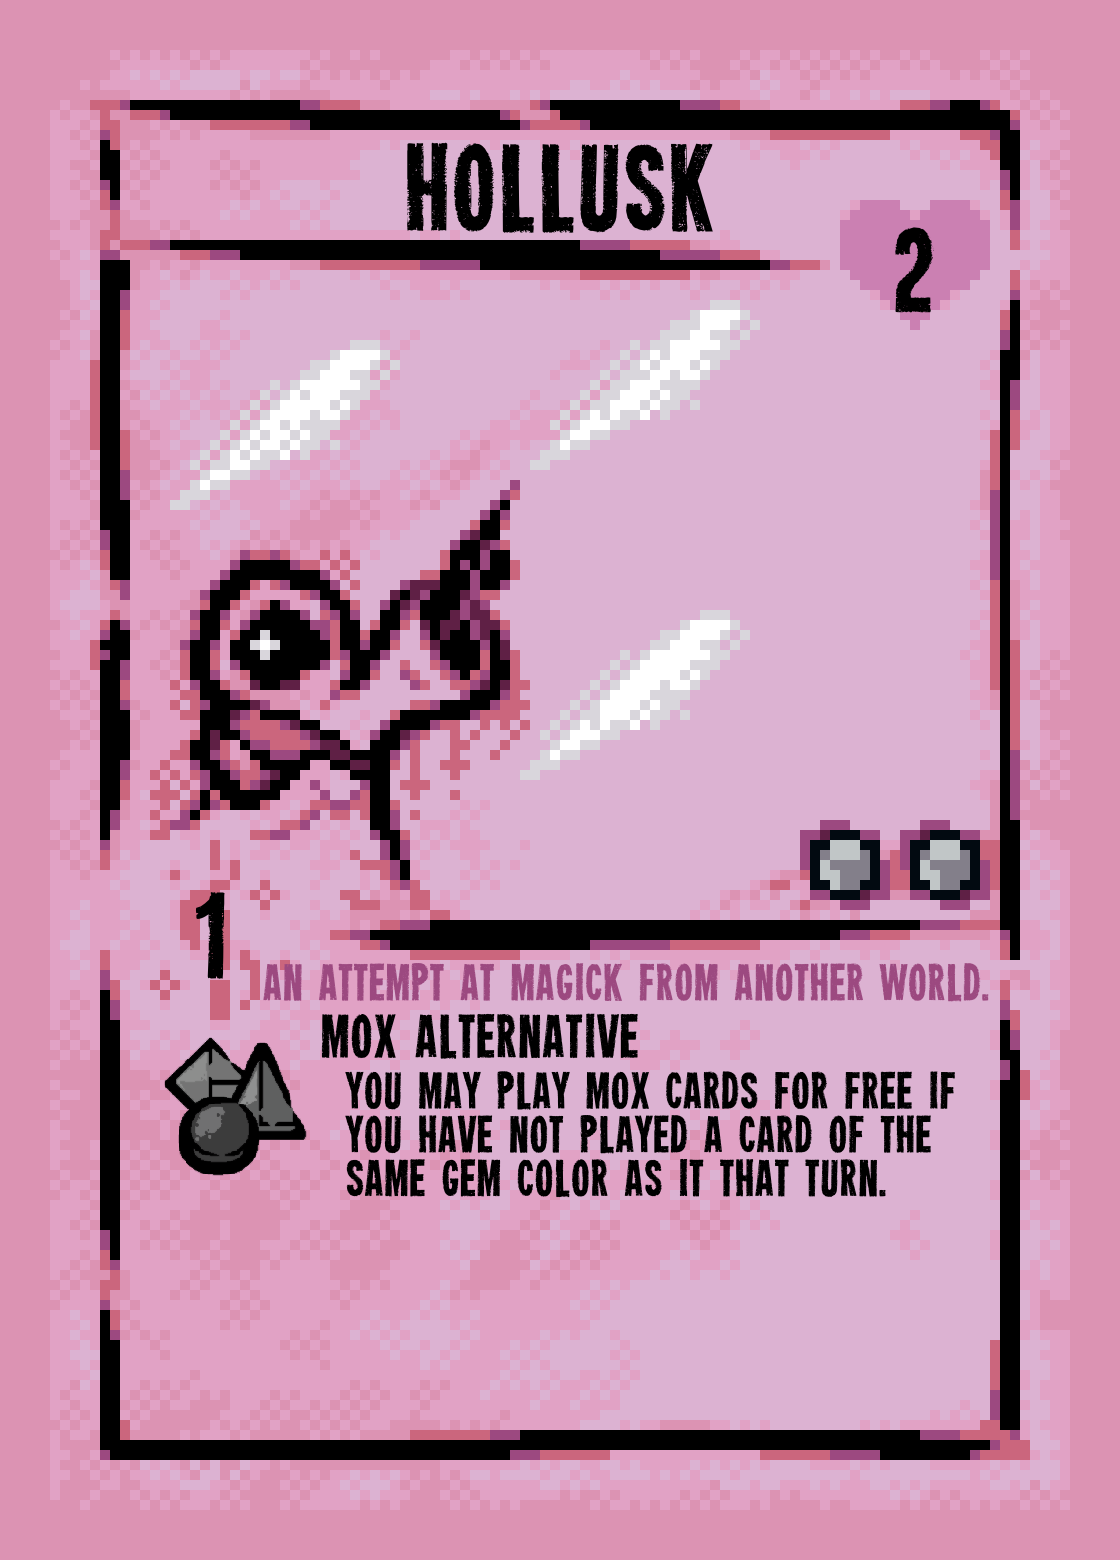 HOLLUSK
2
1
AN ATTEMPT AT MAGICK FROM ANOTHER WORLD.
MOX ALTERNATIVE
YOU MAY PLAY MOX CARDS FOR FREE IF
YOU HAVE NOT PLAYED A CARD OF THE
SAME GEM COLOR AS IT THAT TURN.